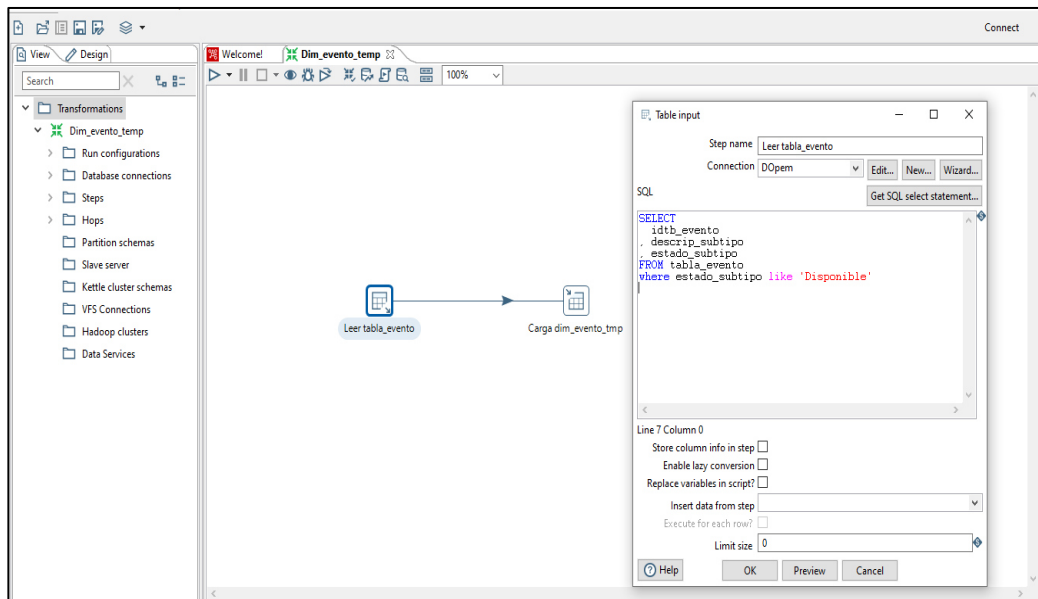 Connect
View Design
Welcome! Dim_evento_temp
Search
100%
Transformations
Dim_evento_temp
Run configurations
Database connections
Steps
Hops
Partition schemas
Slave server
Kettle cluster schemas
VFS Connections
Hadoop clusters
Data Services
Leer tabla_evento
Carga dim_evento_tmp
Table input
Step name Leer tabla_evento
Connection DOpem Edit... New... Wizard...
SQL Get SQL select statement...
SELECT
idtb_evento
, descrip_subtipo
, estado_subtipo
FROM tabla_evento
where estado_subtipo like 'Disponible'
Line 7 Column 0
Store column info in step
Enable lazy conversion
Replace variables in script?
Insert data from step
Execute for each row?
Limit size 0
Help OK Preview Cancel